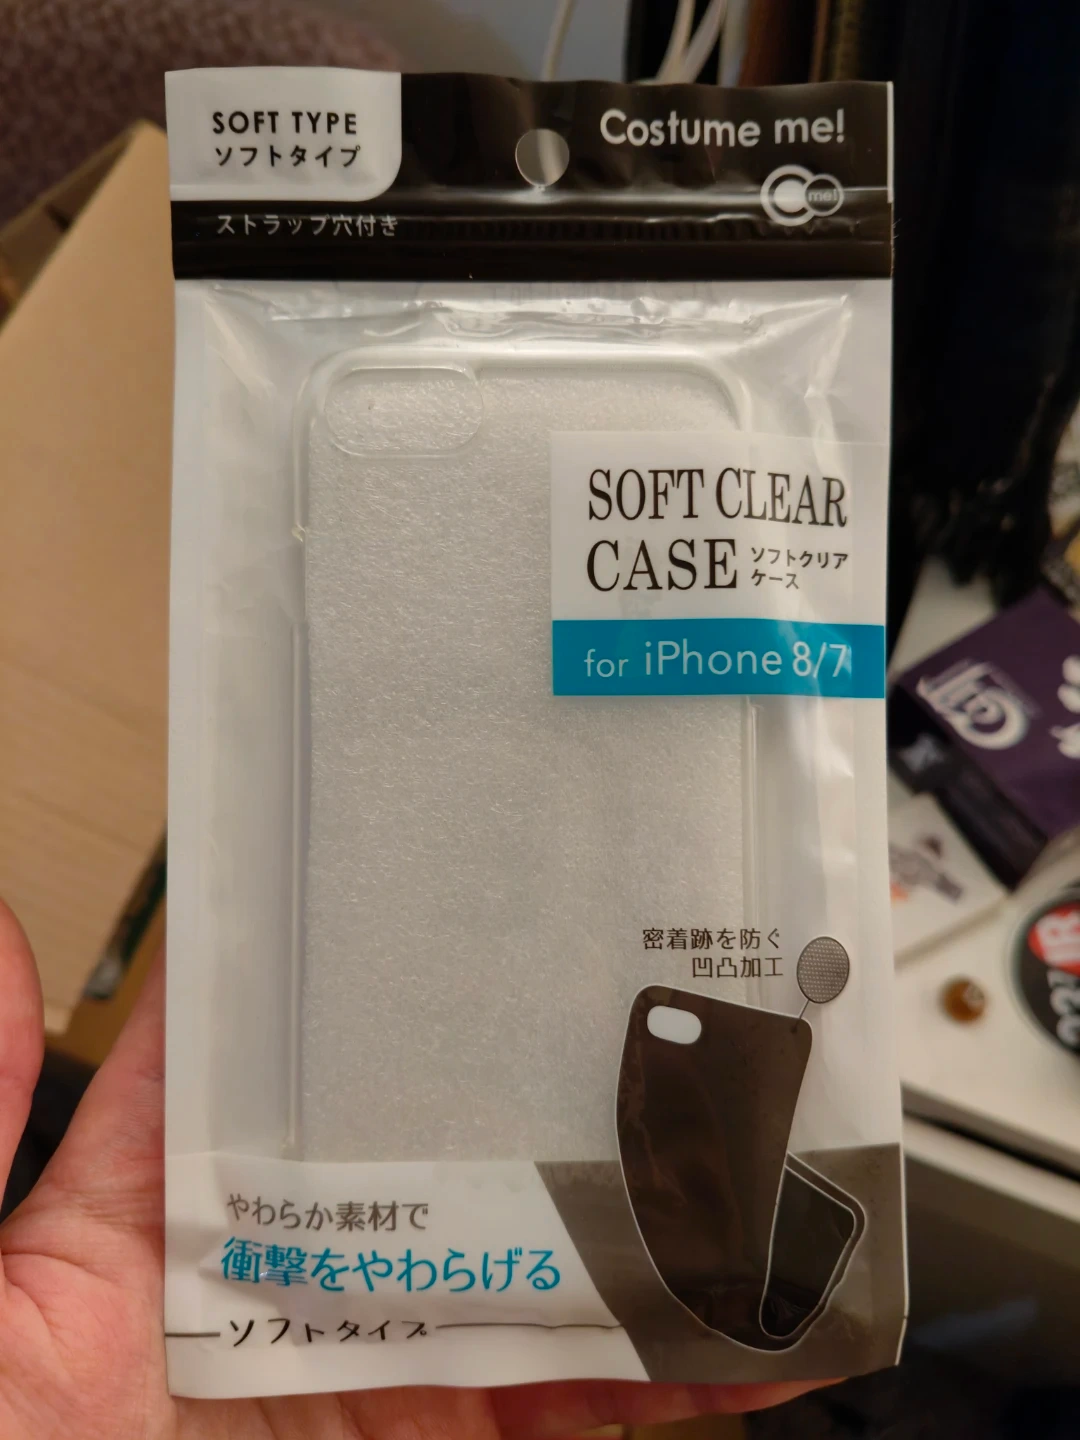 SOFT TYPE
ソフトタイプ
Costume me!
me!
ストラップ穴付き
SOFT CLEAR
CASE
ソフトクリア
ケース
for iPhone 8/7
密着跡を防ぐ
凹凸加工
やわらか素材で
衝撃をやわらげる
ソフトタイプ